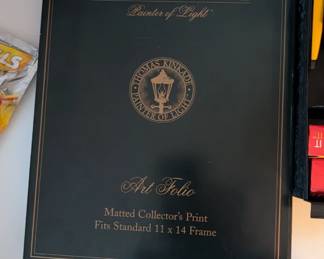 Painter of Light
THOMAS KINKADE
PAINTER OF LIGHT
Art Folio
Matted Collector's Print
Fits Standard 11 x 14 Frame